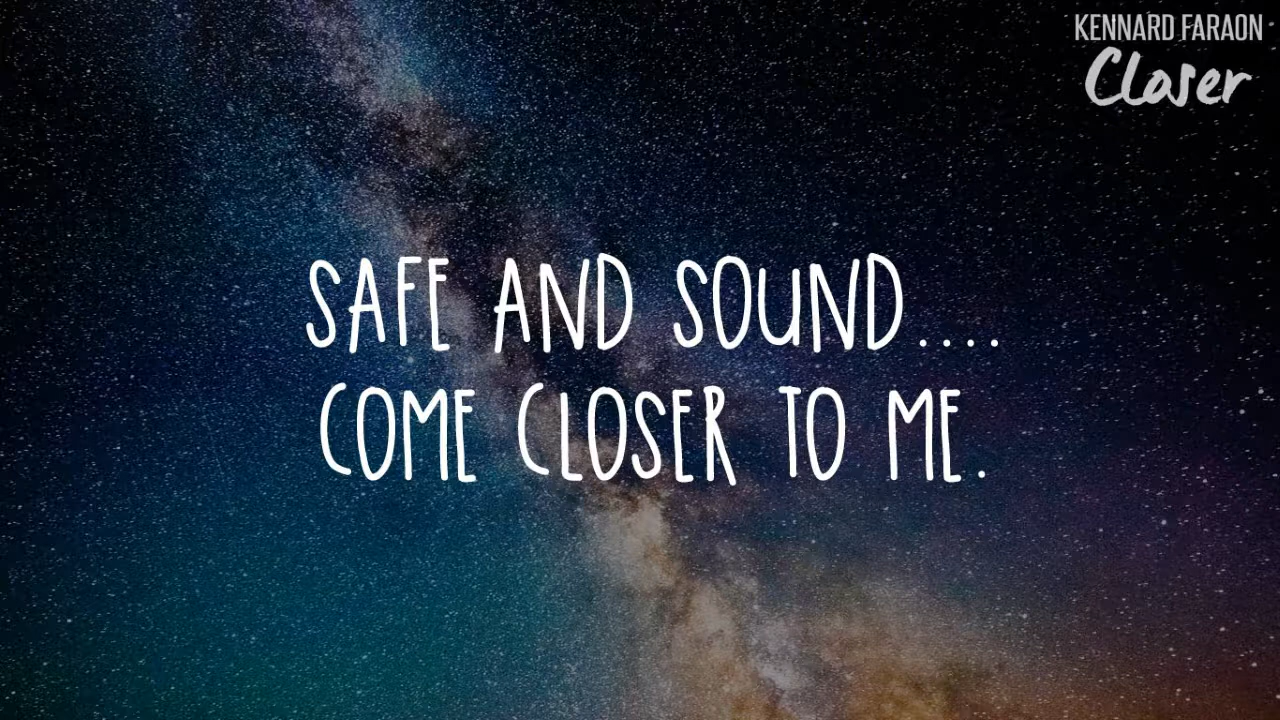 KENNARD FARAON
Closer
SAFE AND SOUND....
COME CLOSER TO ME.